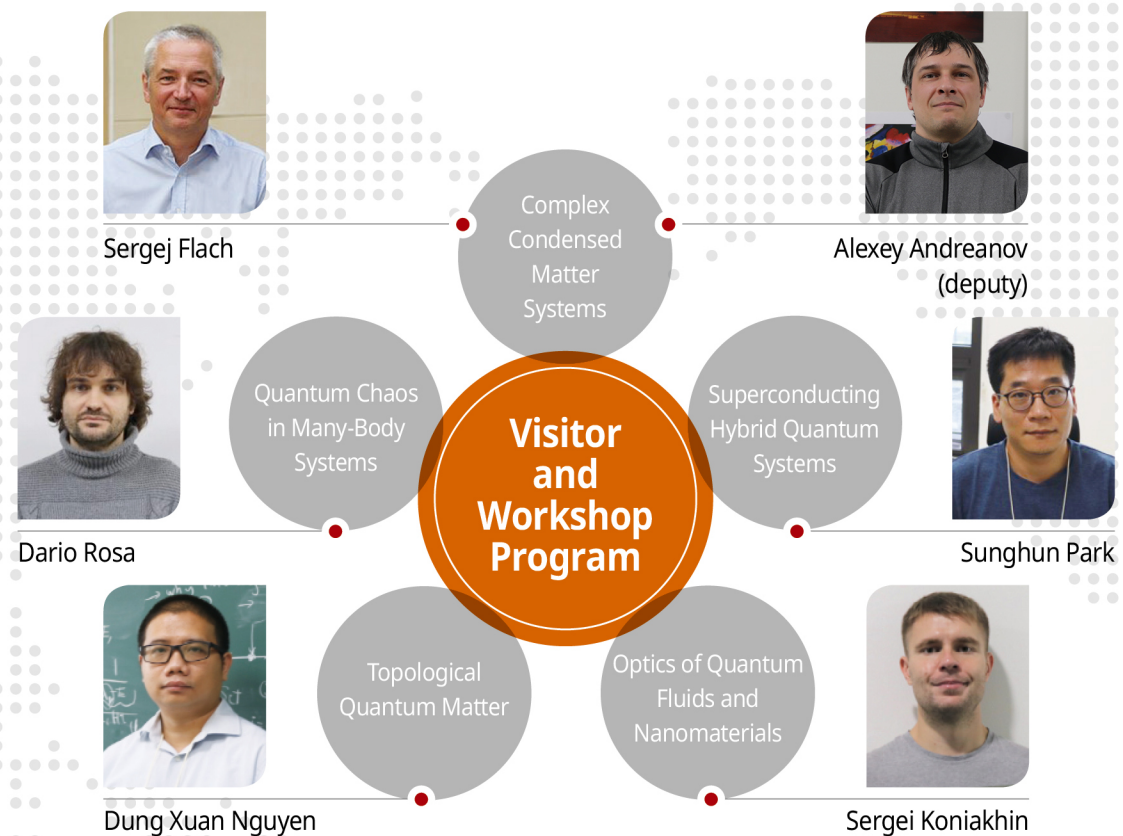 Complex
Condensed
Matter
Systems
Sergej Flach
Alexey Andreanov
(deputy)
Quantum Chaos
in Many-Body
Systems
Superconducting
Hybrid Quantum
Systems
Visitor
and
Workshop
Program
Dario Rosa
Sunghun Park
Topological
Quantum Matter
Optics of Quantum
Fluids and
Nanomaterials
Dung Xuan Nguyen
Sergei Koniakhin